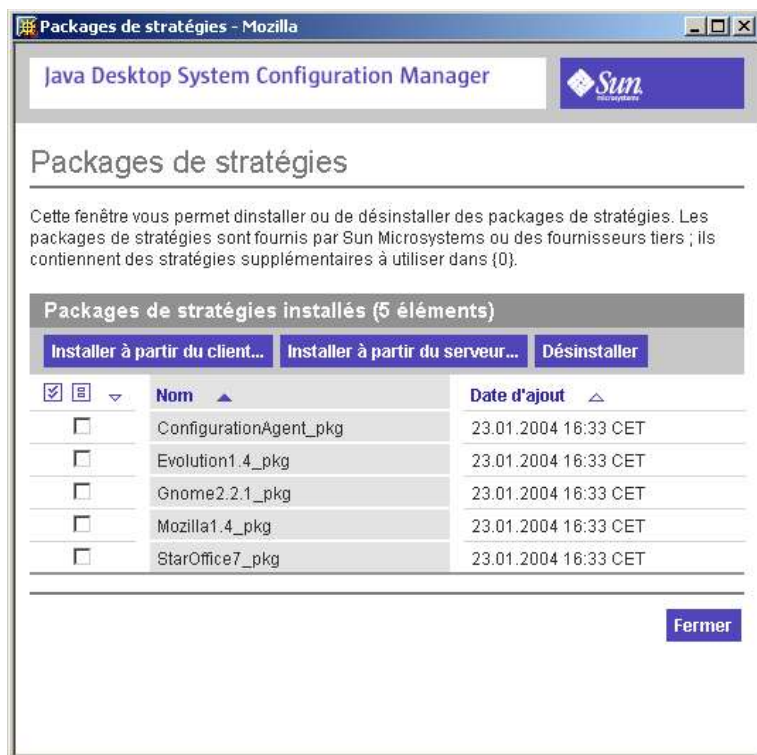 Packages de stratégies - Mozilla
Java Desktop System Configuration Manager
Sun
microsystems
Packages de stratégies
Cette fenêtre vous permet dinstaller ou de désinstaller des packages de stratégies. Les
packages de stratégies sont fournis par Sun Microsystems ou des fournisseurs tiers ; ils
contiennent des stratégies supplémentaires à utiliser dans {0}.
Packages de stratégies installés (5 éléments)
Installer à partir du client... Installer à partir du serveur... Désinstaller
Nom Date d'ajout
ConfigurationAgent_pkg 23.01.2004 16:33 CET
Evolution1.4_pkg 23.01.2004 16:33 CET
Gnome2.2.1_pkg 23.01.2004 16:33 CET
Mozilla1.4_pkg 23.01.2004 16:33 CET
StarOffice7_pkg 23.01.2004 16:33 CET
Fermer